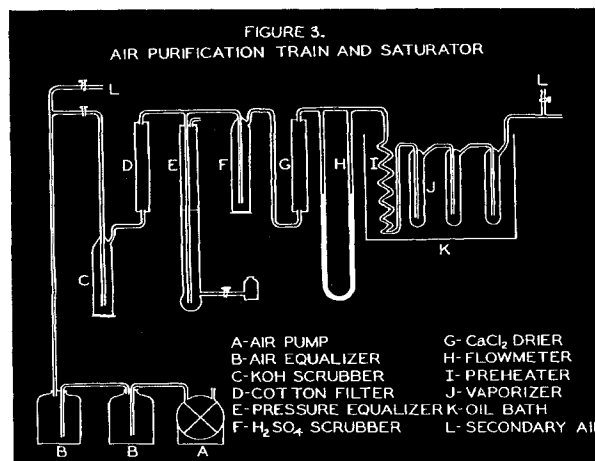 FIGURE 3.
AIR PURIFICATION TRAIN AND SATURATOR
L
L
D
E
F
G
H
I
J
K
C
A-AIR PUMP
B-AIR EQUALIZER
C-KOH SCRUBBER
D-COTTON FILTER
E-PRESSURE EQUALIZER
F-H₂SO₄ SCRUBBER
G-CaCl₂ DRIER
H-FLOWMETER
I-PREHEATER
J-VAPORIZER
K-OIL BATH
L-SECONDARY AI
B
B
A